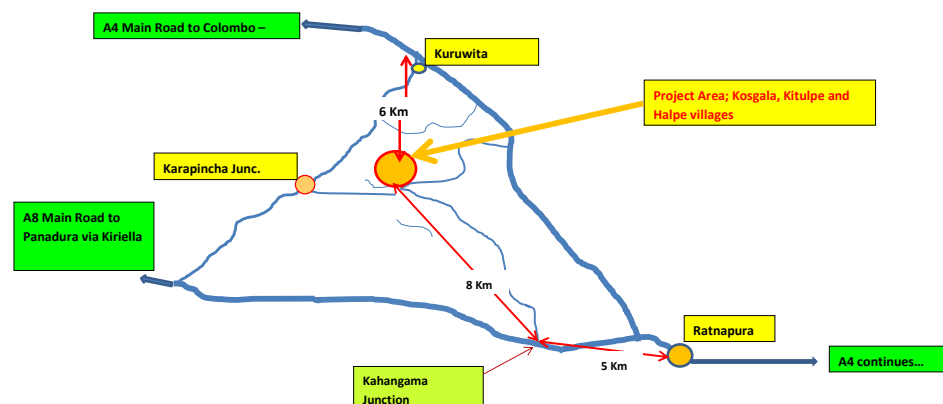 A4 Main Road to Colombo –
Kuruwita
Project Area; Kosgala, Kitulpe and
Halpe villages
6 Km
Karapincha Junc.
A8 Main Road to
Panadura via Kiriella
8 Km
Ratnapura
5 Km
A4 continues…
Kahangama
Junction